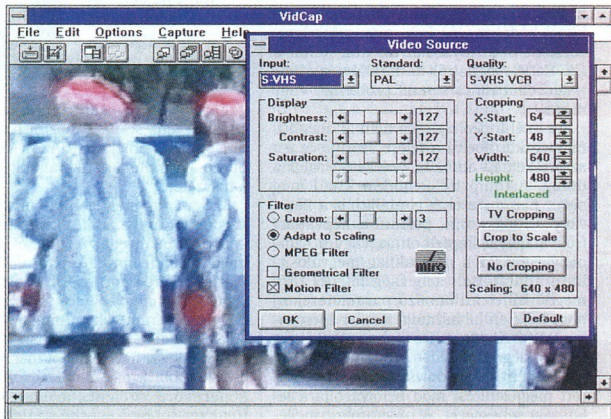 VidCap
File Edit Options Capture Help
Video Source
Input: Standard: Quality:
S-VHS PAL S-VHS VCR
Display
Brightness: 127
Contrast: 127
Saturation: 127
Cropping
X-Start: 64
Y-Start: 48
Width: 640
Height: 480
Interlaced
TV Cropping
Crop to Scale
No Cropping
Scaling: 640 x 480
Filter
Custom: 3
Adapt to Scaling
MPEG Filter
Geometrical Filter
Motion Filter
miro
OK Cancel Default